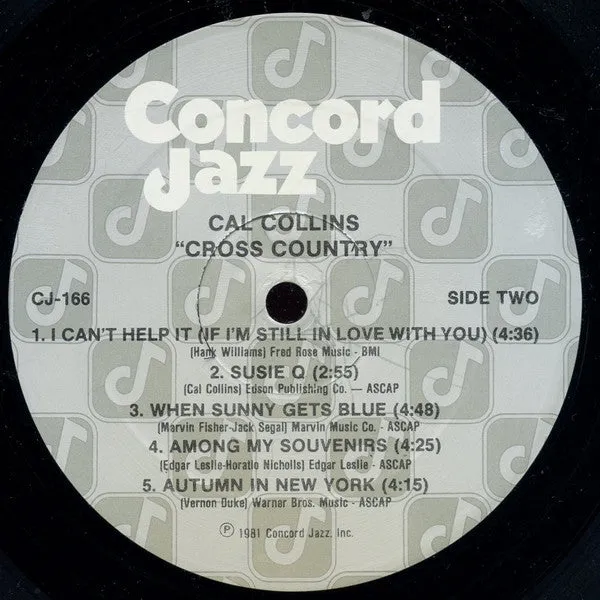 Concord
Jazz
CAL COLLINS
"CROSS COUNTRY"
CJ-166
SIDE TWO
1. I CAN'T HELP IT (IF I'M STILL IN LOVE WITH YOU) (4:36)
(Hank Williams) Fred Rose Music - BMI
2. SUSIE Q (2:55)
(Cal Collins) Edson Publishing Co. — ASCAP
3. WHEN SUNNY GETS BLUE (4:48)
(Marvin Fisher-Jack Segal) Marvin Music Co. - ASCAP
4. AMONG MY SOUVENIRS (4:25)
(Edgar Leslie-Horatio Nicholls) Edgar Leslie - ASCAP
5. AUTUMN IN NEW YORK (4:15)
(Vernon Duke) Warner Bros. Music - ASCAP
℗ 1981 Concord Jazz, Inc.